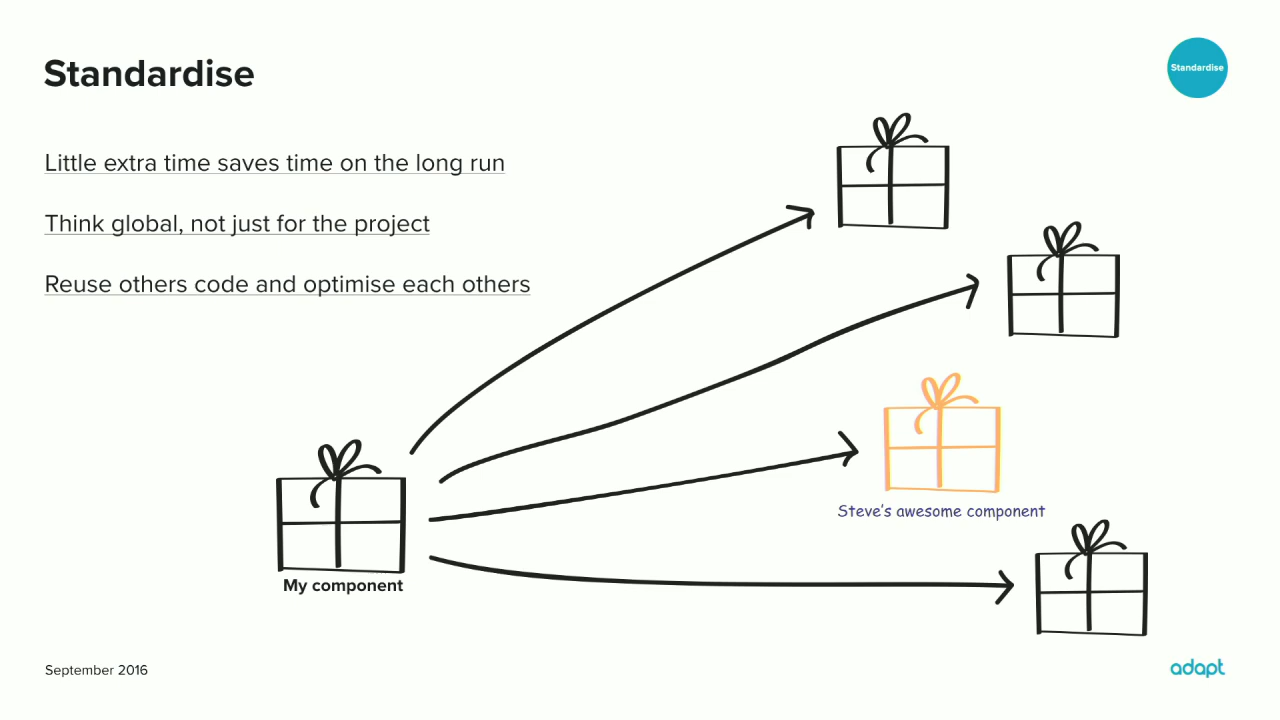 Standardise
Standardise
Little extra time saves time on the long run
Think global, not just for the project
Reuse others code and optimise each others
Steve's awesome component
My component
September 2016
adapt